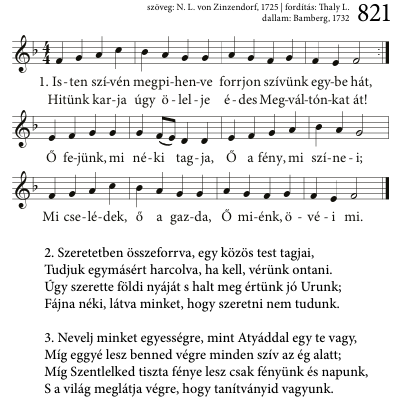 szöveg: N. L. von Zinzendorf, 1725 | fordítás: Thaly L.
dallam: Bamberg, 1732
821
1. Is-ten szí-vén megpi-hen-ve forrjon szívünk egy-be hát,
Hitünk kar-ja úgy ö-lel-je é-des Meg-vál-tón-kat át!
Ő fe-jünk, mi né-ki tag-ja, Ő a fény, mi szí-ne-i;
Mi cse-lé-dek, ő a gaz-da, Ő mi-énk, ö-vé-i mi.
2. Szeretetben összeforrva, egy közös test tagjai,
Tudjuk egymásért harcolva, ha kell, vérünk ontani.
Úgy szerette földi nyáját s halt meg értünk jó Urunk;
Fájna néki, látva minket, hogy szeretni nem tudunk.
3. Nevelj minket egyességre, mint Atyáddal egy te vagy,
Míg eggyé lesz benned végre minden szív az ég alatt;
Míg Szentlelked tiszta fénye lesz csak fényünk és napunk,
S a világ meglátja végre, hogy tanítványid vagyunk.